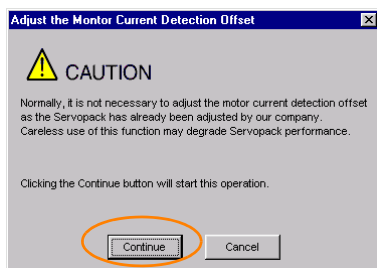 Adjust the Montor Current Detection Offset
CAUTION
Normally, it is not necessary to adjust the motor current detection offset
as the Servopack has already been adjusted by our company.
Careless use of this function may degrade Servopack performance.
Clicking the Continue button will start this operation.
Continue
Cancel